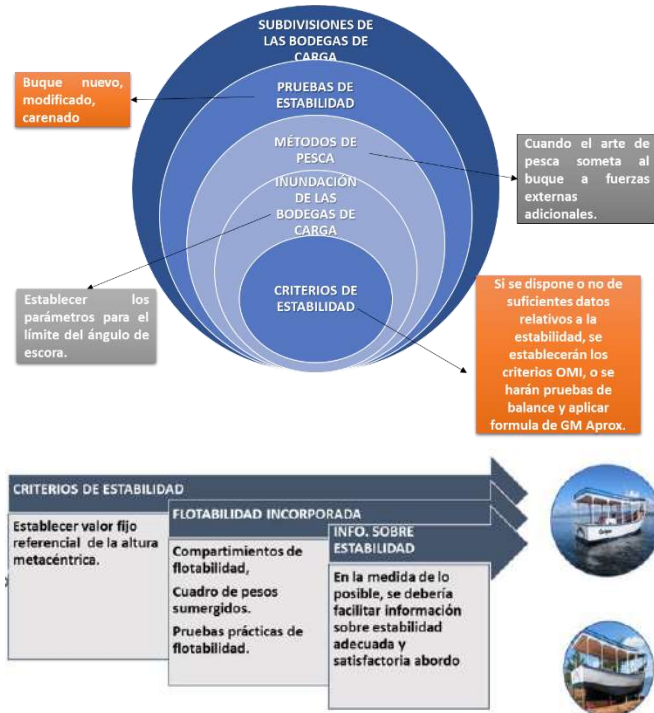 SUBDIVISIONES DE
LAS BODEGAS DE
CARGA
Buque nuevo,
modificado,
carenado
PRUEBAS DE
ESTABILIDAD
MÉTODOS DE
PESCA
Cuando el arte de
pesca someta al
buque a fuerzas
externas
adicionales.
INUNDACIÓN
DE LAS
BODEGAS DE
CARGA
Establecer los
parámetros para el
límite del ángulo de
escora.
CRITERIOS DE
ESTABILIDAD
Si se dispone o no de
suficientes datos
relativos a la
estabilidad, se
establecerán los
criterios OMI, o se
harán pruebas de
balance y aplicar
formula de GM Aprox.
CRITERIOS DE ESTABILIDAD
Establecer valor fijo
referencial de la altura
metacéntrica.
FLOTABILIDAD INCORPORADA
Compartimientos de
flotabilidad,
Cuadro de pesos
sumergidos.
Pruebas prácticas de
flotabilidad.
INFO. SOBRE
ESTABILIDAD
En la medida de lo
posible, se debería
facilitar información
sobre estabilidad
adecuada y
satisfactoria abordo